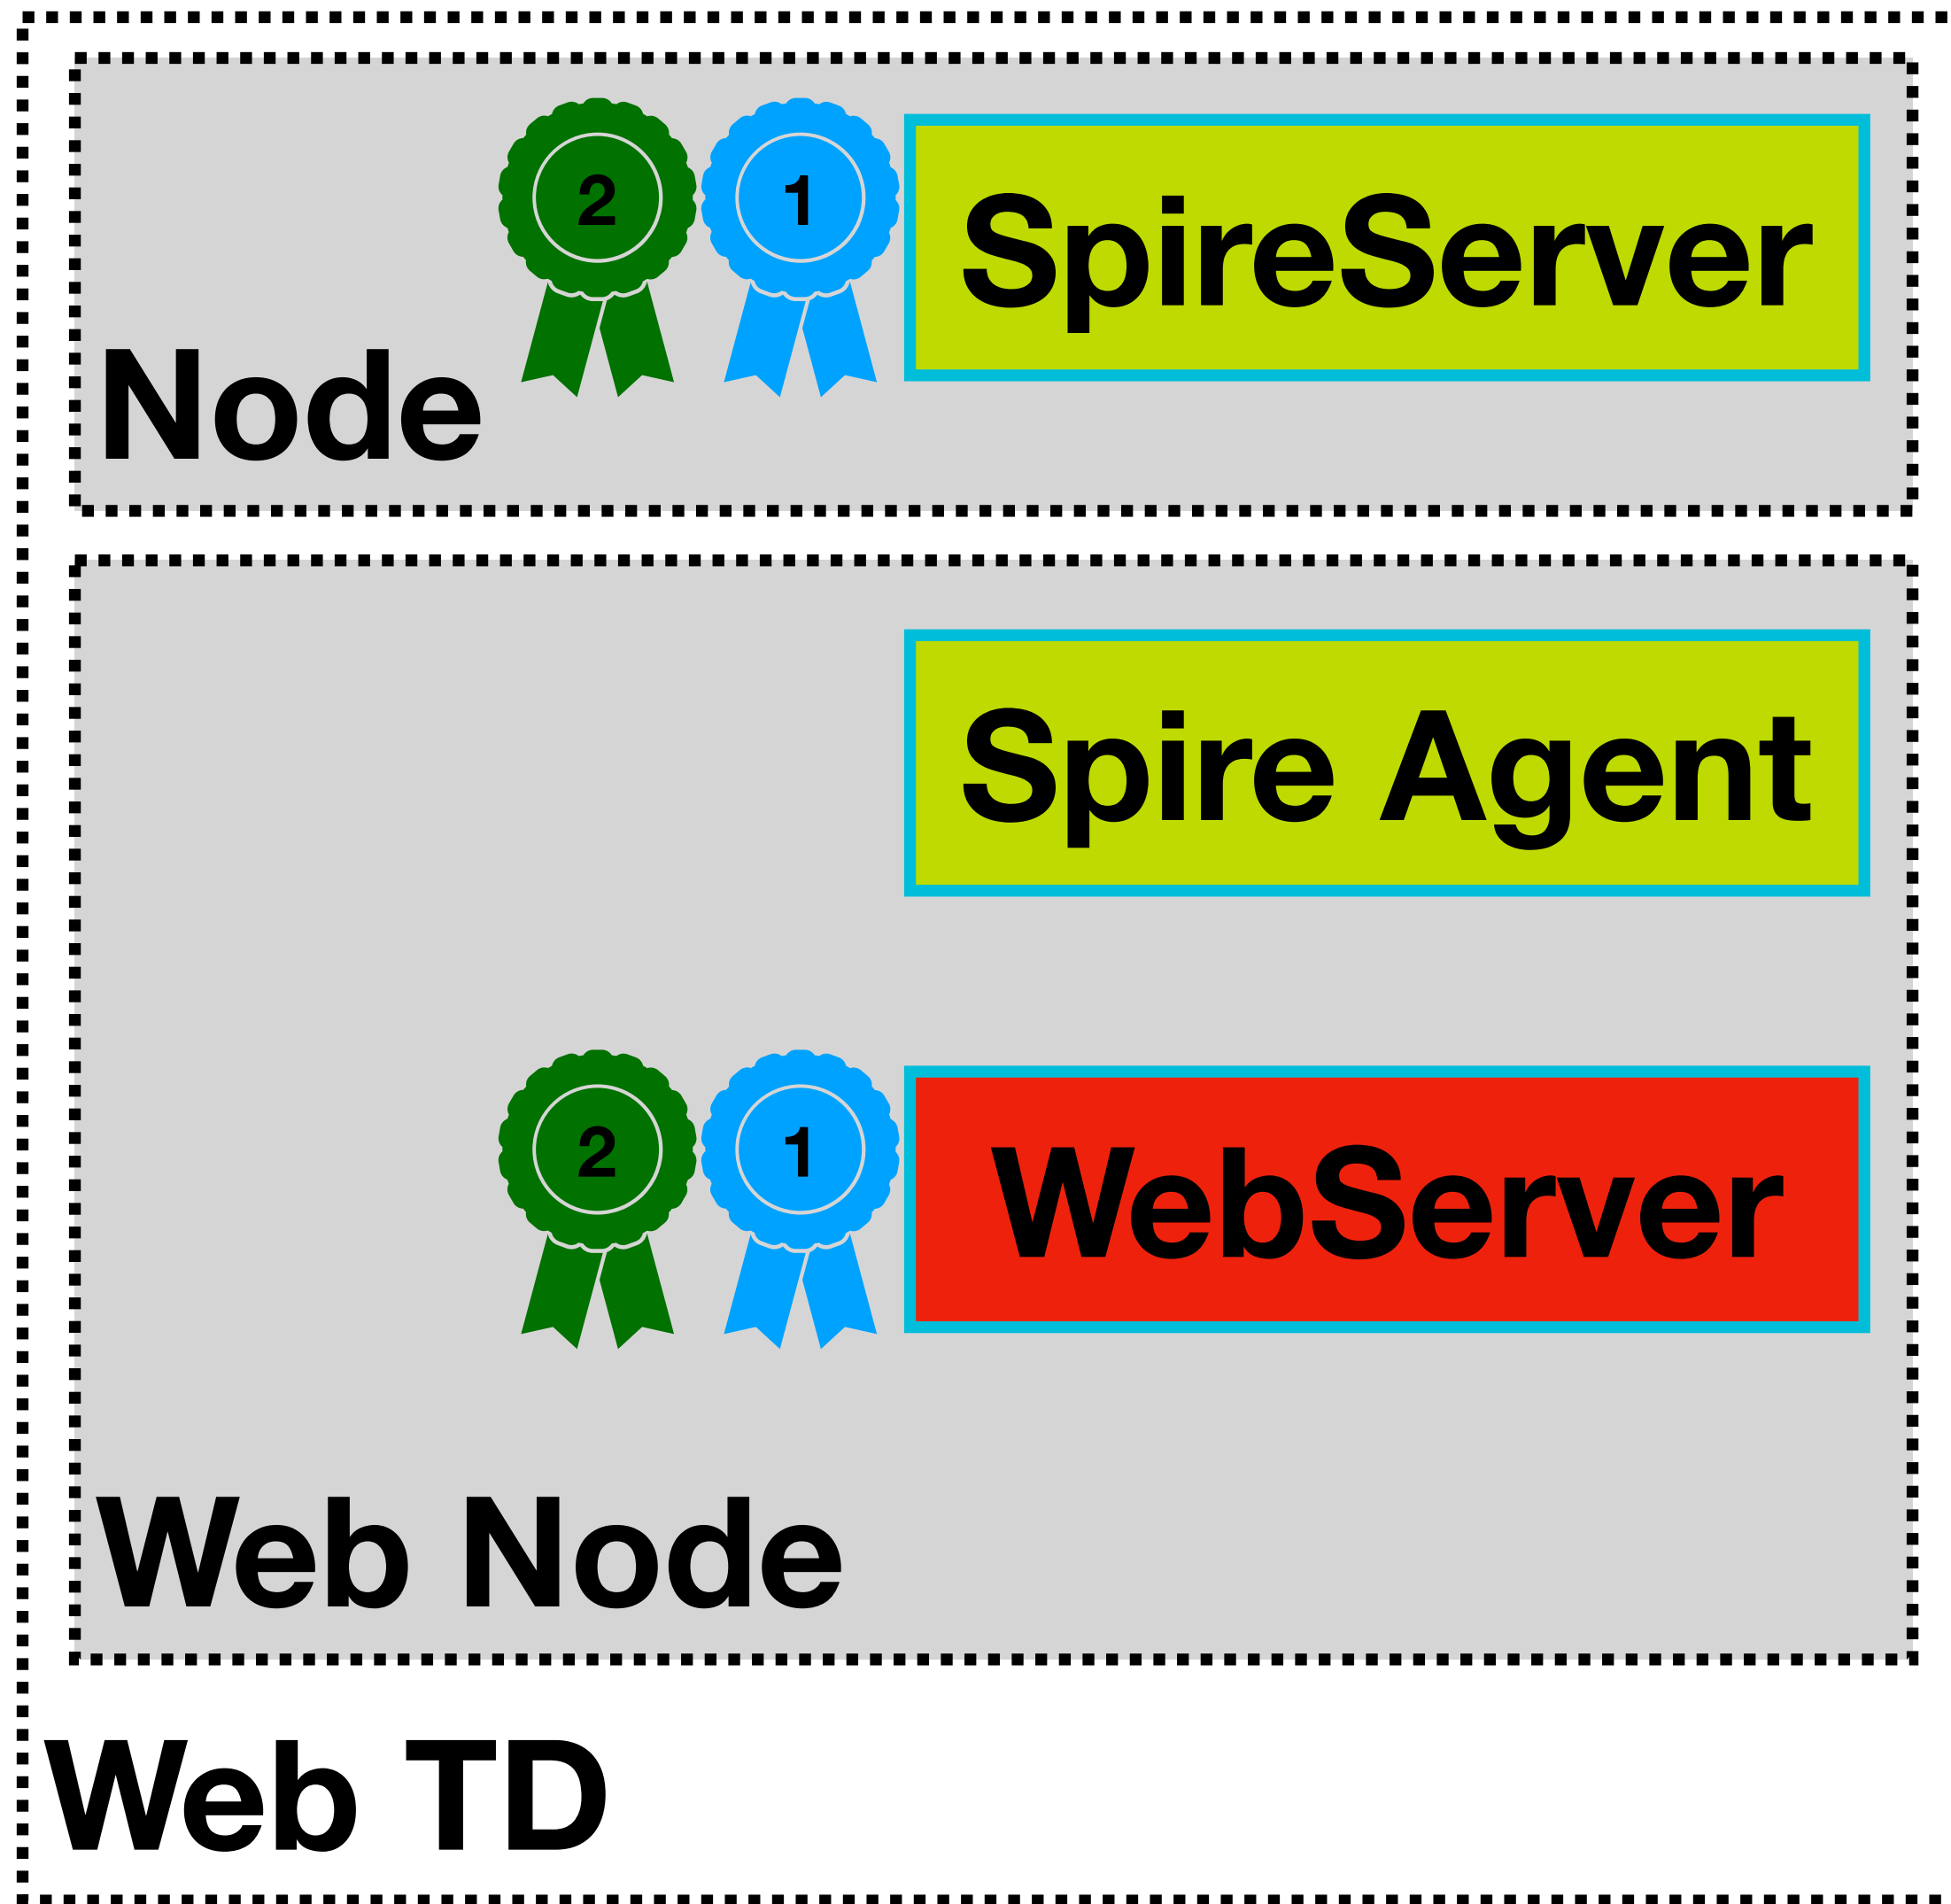 2 1 SpireServer
Node
Spire Agent
2 1 WebServer
Web Node
Web TD